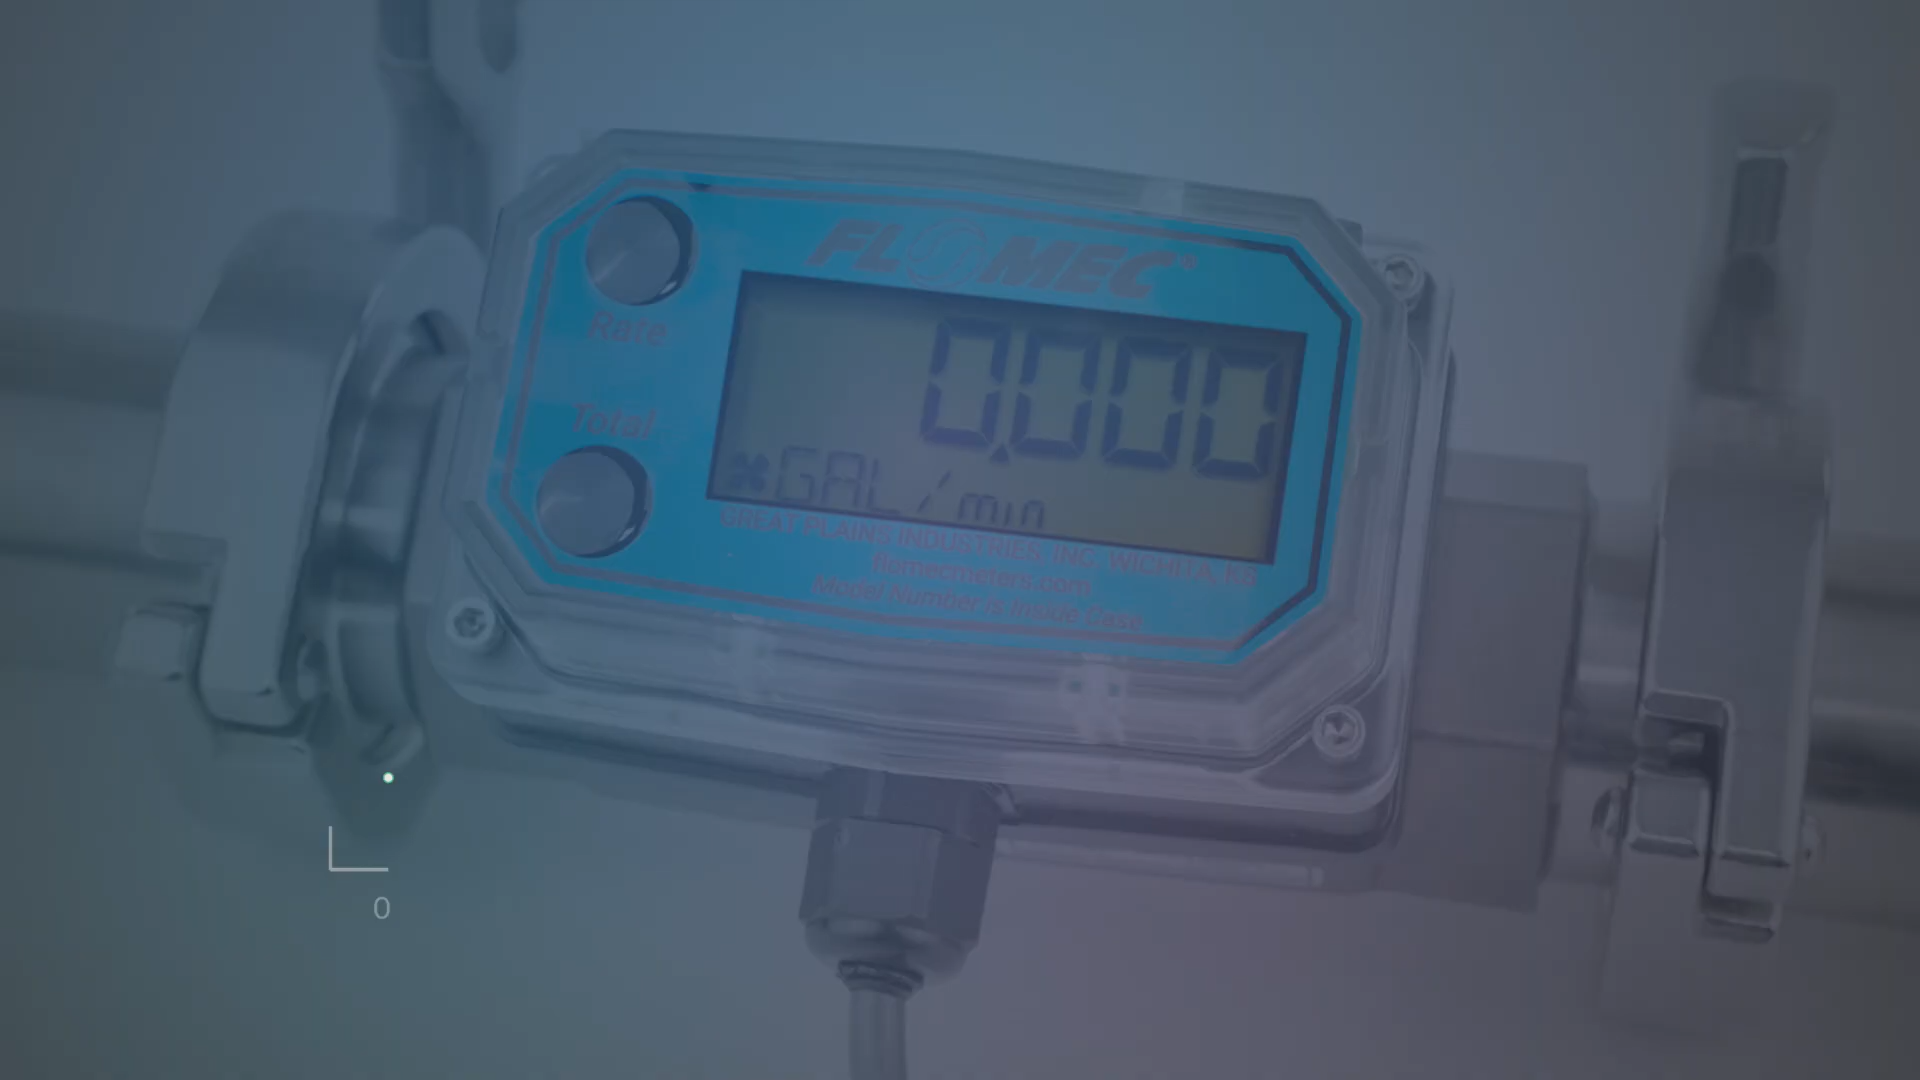 FLOMEC®
Rate
0.000
Total
GAL/min
GREAT PLAINS INDUSTRIES, INC. WICHITA, KS
flomecmeters.com
Model Number is Inside Case
0